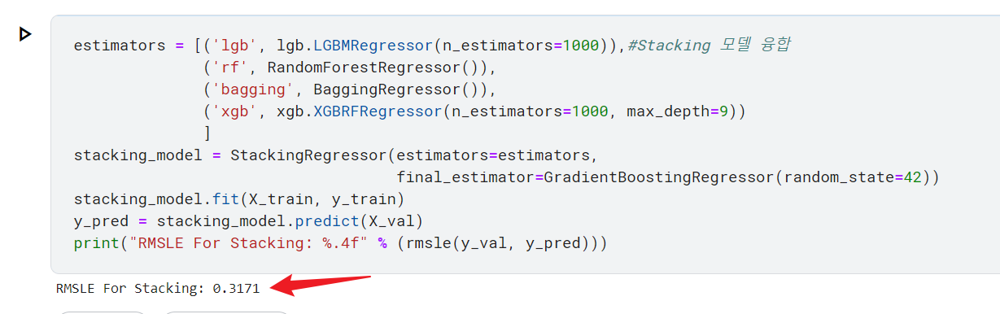 estimators = [('lgb', lgb.LGBMRegressor(n_estimators=1000)),#Stacking 모델 융합
('rf', RandomForestRegressor()),
('bagging', BaggingRegressor()),
('xgb', xgb.XGBRFRegressor(n_estimators=1000, max_depth=9))
]
stacking_model = StackingRegressor(estimators=estimators,
final_estimator=GradientBoostingRegressor(random_state=42))
stacking_model.fit(X_train, y_train)
y_pred = stacking_model.predict(X_val)
print("RMSLE For Stacking: %.4f" % (rmsle(y_val, y_pred)))
RMSLE For Stacking: 0.3171